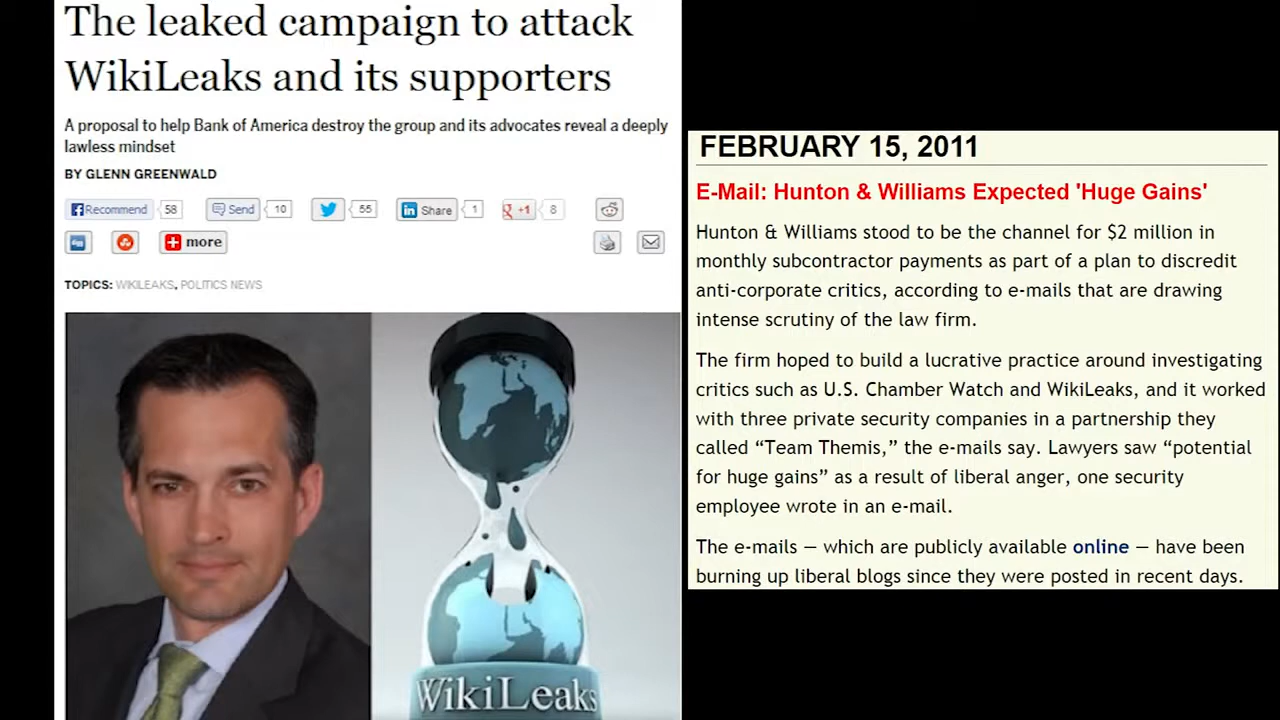 The leaked campaign to attack
WikiLeaks and its supporters
A proposal to help Bank of America destroy the group and its advocates reveal a deeply
lawless mindset
BY GLENN GREENWALD
Recommend 58 Send 10 55 Share 1 +1 8
more
TOPICS: WIKILEAKS, POLITICS NEWS
WikiLeaks
FEBRUARY 15, 2011
E-Mail: Hunton & Williams Expected 'Huge Gains'
Hunton & Williams stood to be the channel for $2 million in
monthly subcontractor payments as part of a plan to discredit
anti-corporate critics, according to e-mails that are drawing
intense scrutiny of the law firm.
The firm hoped to build a lucrative practice around investigating
critics such as U.S. Chamber Watch and WikiLeaks, and it worked
with three private security companies in a partnership they
called “Team Themis,” the e-mails say. Lawyers saw “potential
for huge gains” as a result of liberal anger, one security
employee wrote in an e-mail.
The e-mails — which are publicly available online — have been
burning up liberal blogs since they were posted in recent days.